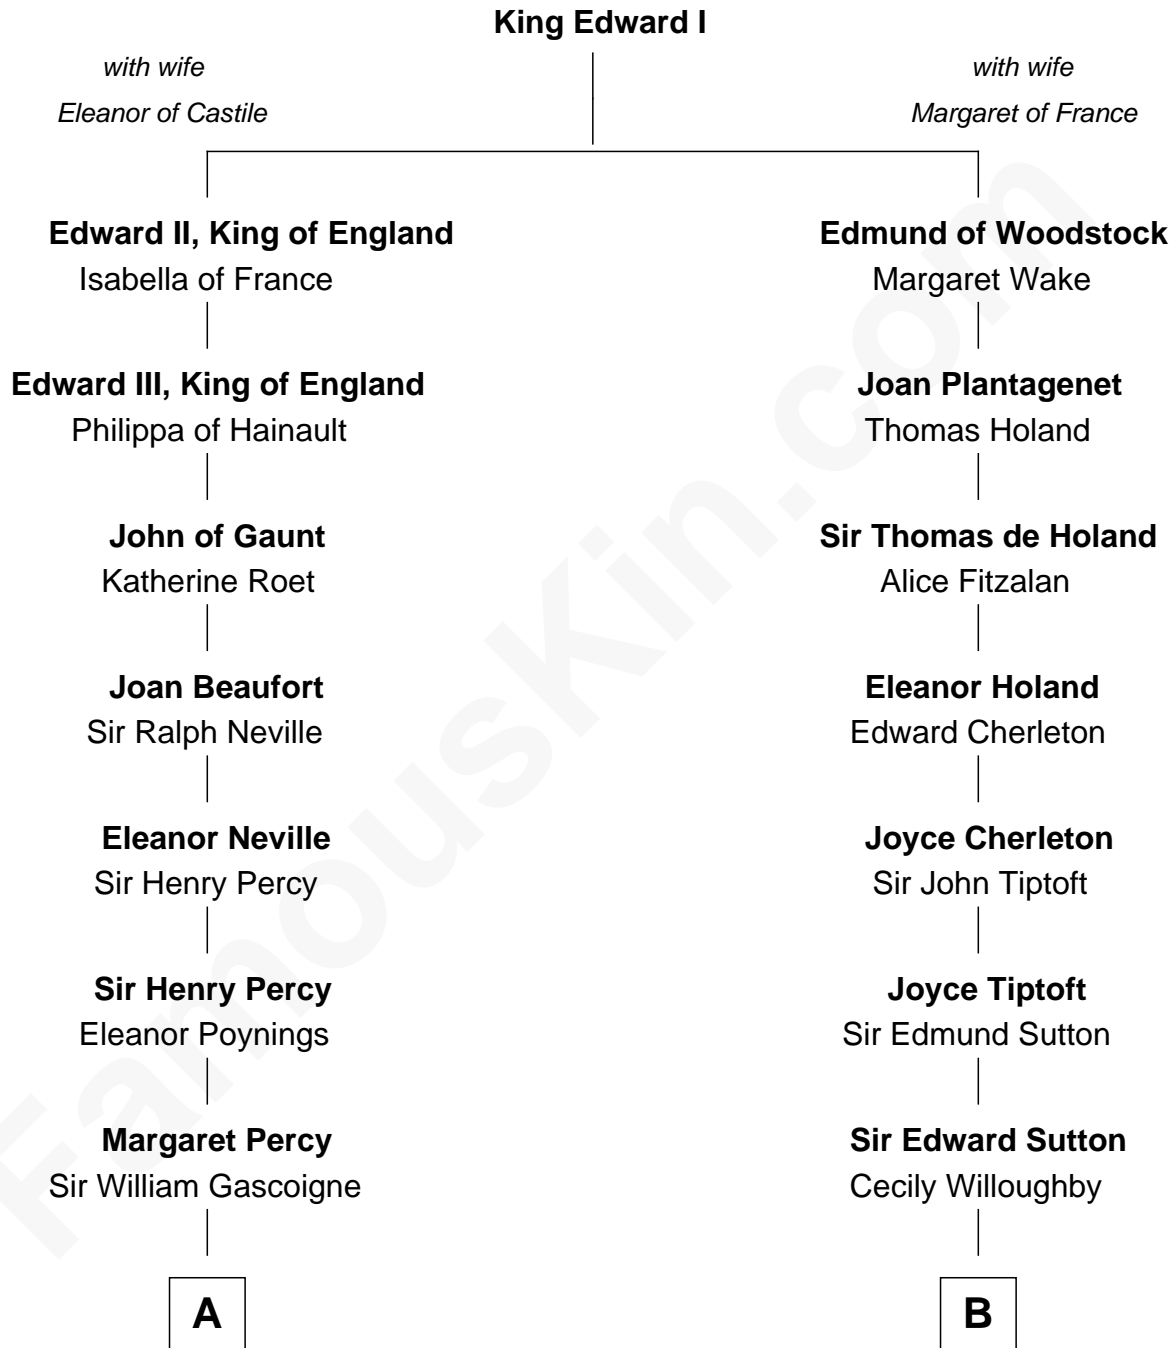 King Edward I
with wife
Eleanor of Castile
with wife
Margaret of France
Edward II, King of England
Isabella of France
Edmund of Woodstock
Margaret Wake
Edward III, King of England
Philippa of Hainault
Joan Plantagenet
Thomas Holand
John of Gaunt
Katherine Roet
Sir Thomas de Holand
Alice Fitzalan
Joan Beaufort
Sir Ralph Neville
Eleanor Holand
Edward Cherleton
Eleanor Neville
Sir Henry Percy
Joyce Cherleton
Sir John Tiptoft
Sir Henry Percy
Eleanor Poynings
Joyce Tiptoft
Sir Edmund Sutton
Margaret Percy
Sir William Gascoigne
Sir Edward Sutton
Cecily Willoughby
A
B
FamousKin.com